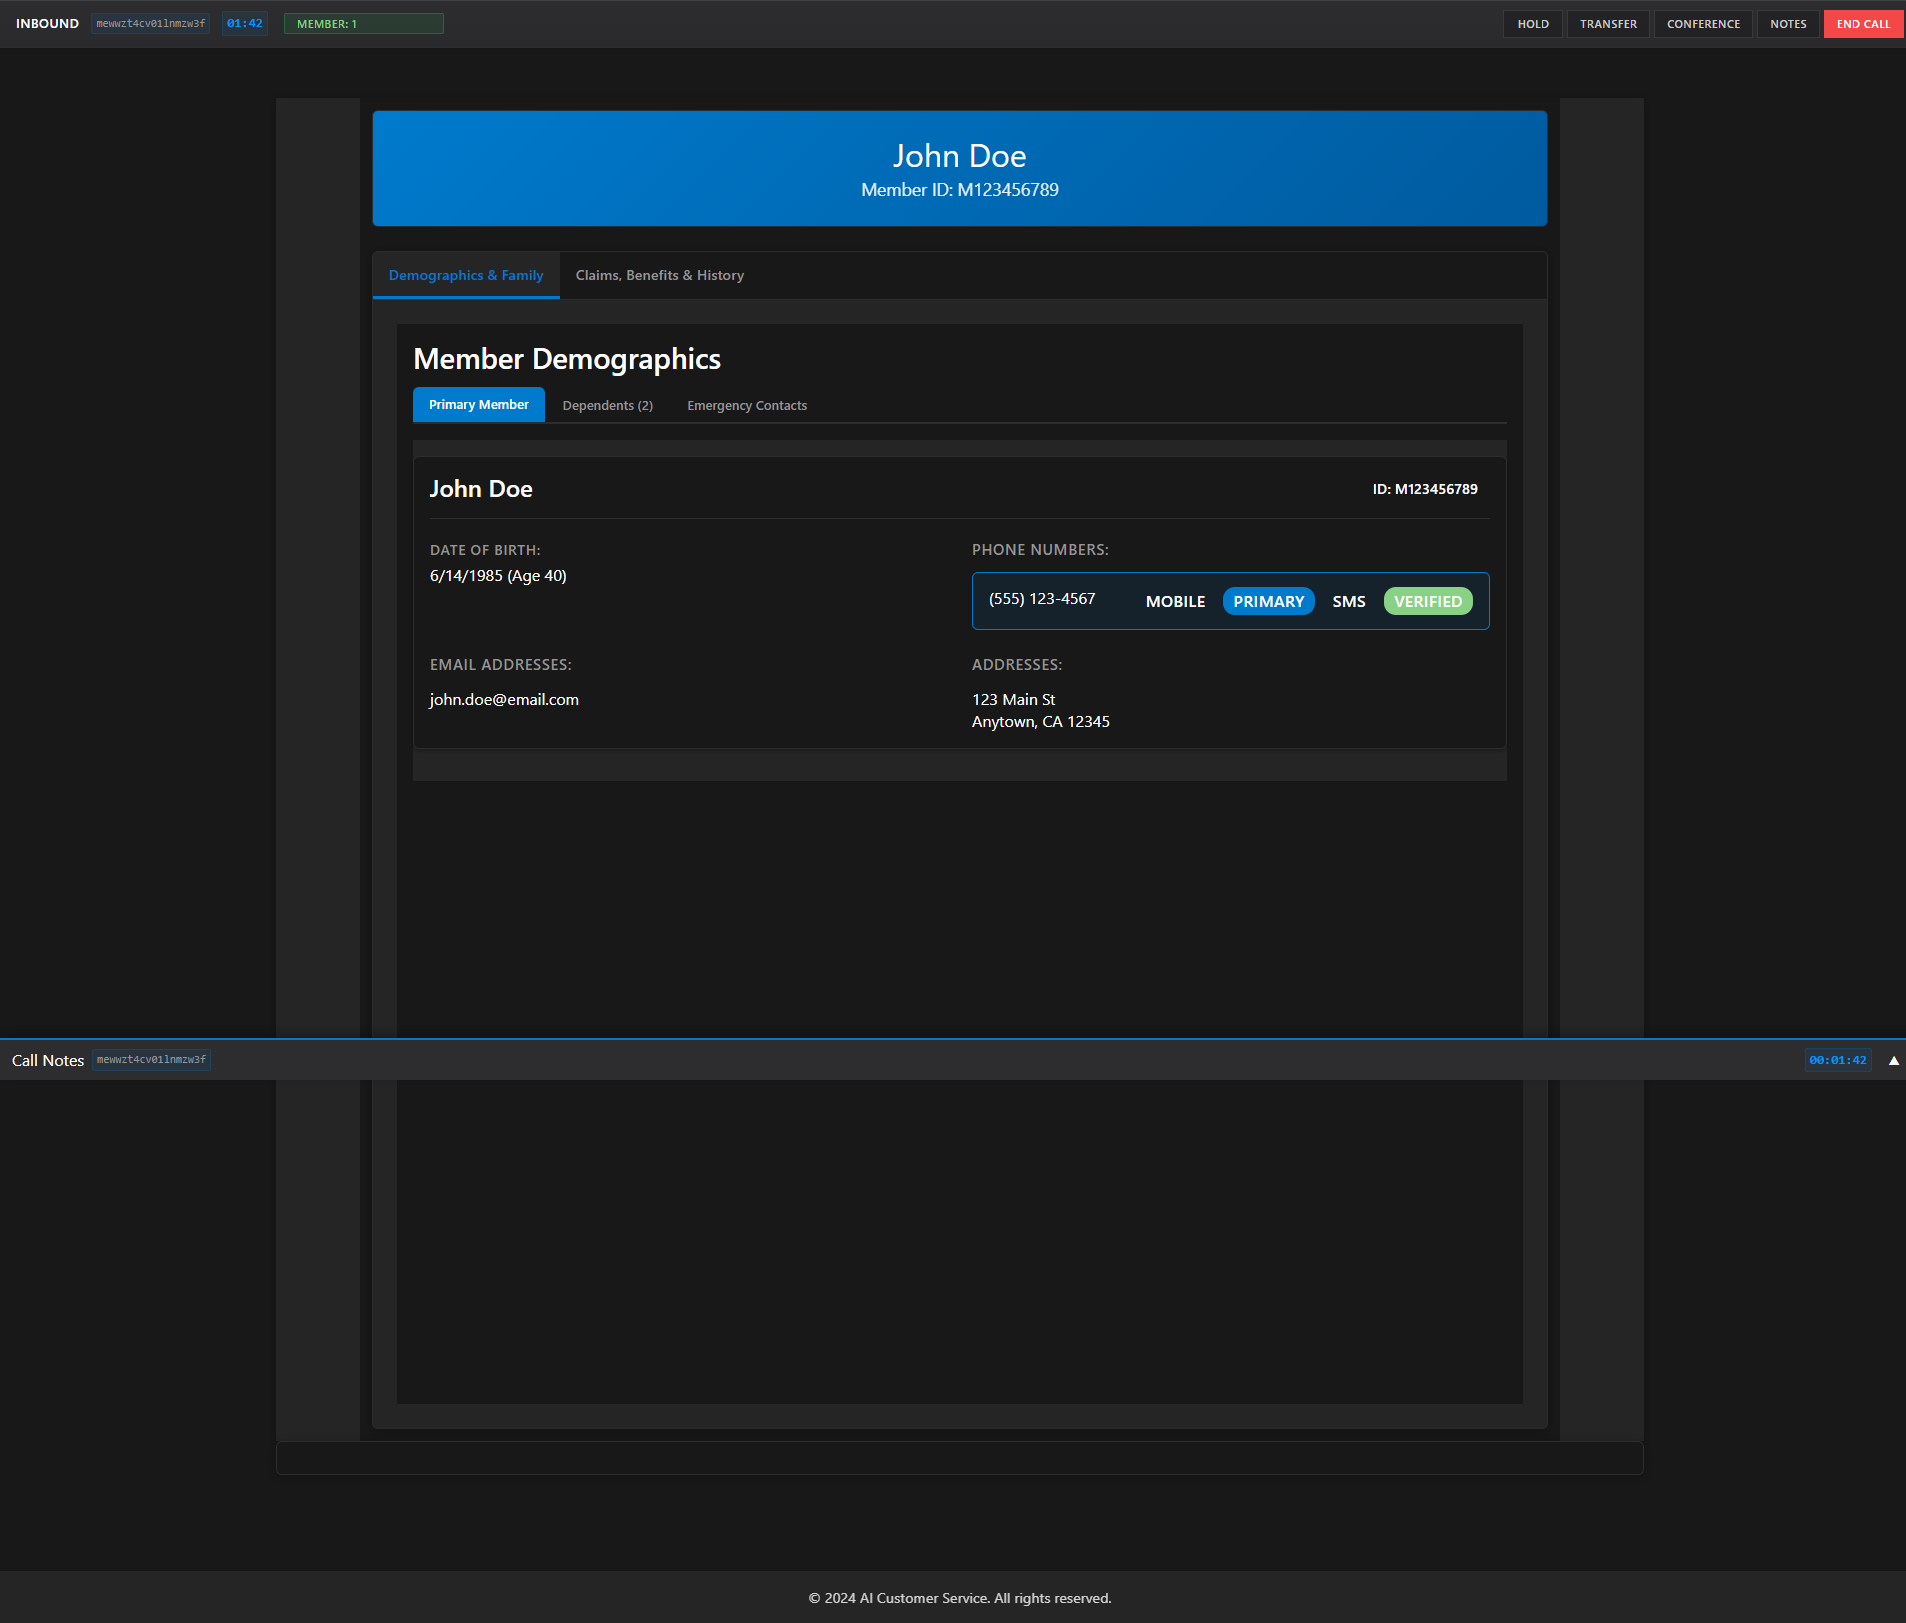 INBOUND mewwzt4cv01lnmzw3f 01:42 MEMBER: 1 HOLD TRANSFER CONFERENCE NOTES END CALL
John Doe
Member ID: M123456789
Demographics & Family Claims, Benefits & History
Member Demographics
Primary Member Dependents (2) Emergency Contacts
John Doe ID: M123456789
DATE OF BIRTH:
6/14/1985 (Age 40)
PHONE NUMBERS:
(555) 123-4567 MOBILE PRIMARY SMS VERIFIED
EMAIL ADDRESSES:
john.doe@email.com
ADDRESSES:
123 Main St
Anytown, CA 12345
Call Notes mewwzt4cv01lnmzw3f 00:01:42 ▲
© 2024 AI Customer Service. All rights reserved.